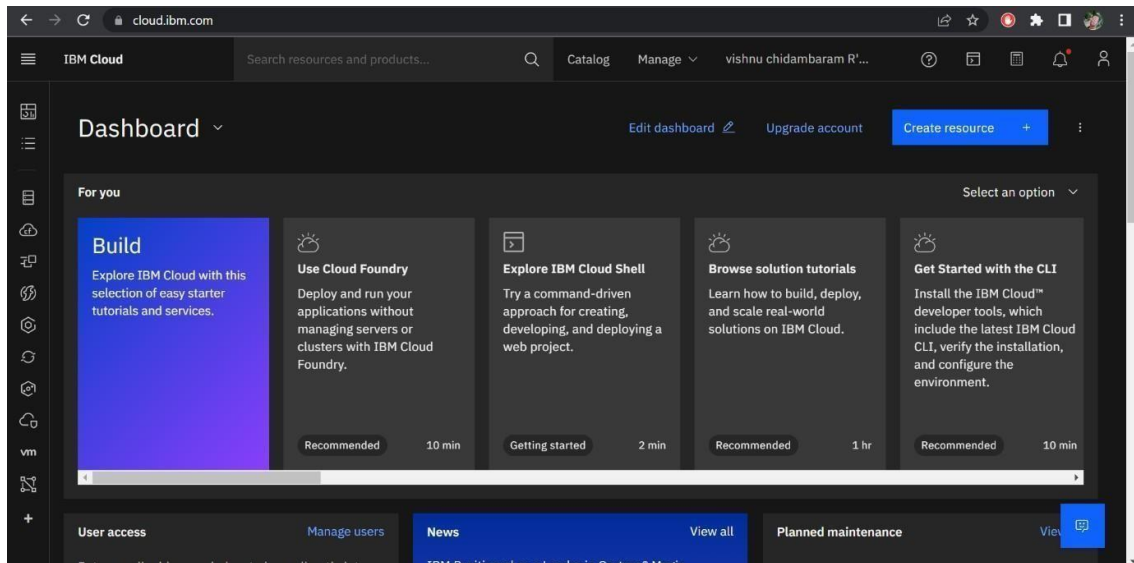 cloud.ibm.com
IBM Cloud
Search resources and products...
Catalog
Manage
vishnu chidambaram R'...
Dashboard
Edit dashboard
Upgrade account
Create resource +
For you
Select an option
Build
Explore IBM Cloud with this
selection of easy starter
tutorials and services.
Use Cloud Foundry
Deploy and run your
applications without
managing servers or
clusters with IBM Cloud
Foundry.
Recommended 10 min
Explore IBM Cloud Shell
Try a command-driven
approach for creating,
developing, and deploying a
web project.
Getting started 2 min
Browse solution tutorials
Learn how to build, deploy,
and scale real-world
solutions on IBM Cloud.
Recommended 1 hr
Get Started with the CLI
Install the IBM Cloud™
developer tools, which
include the latest IBM Cloud
CLI, verify the installation,
and configure the
environment.
Recommended 10 min
vm
User access
Manage users
News
View all
Planned maintenance